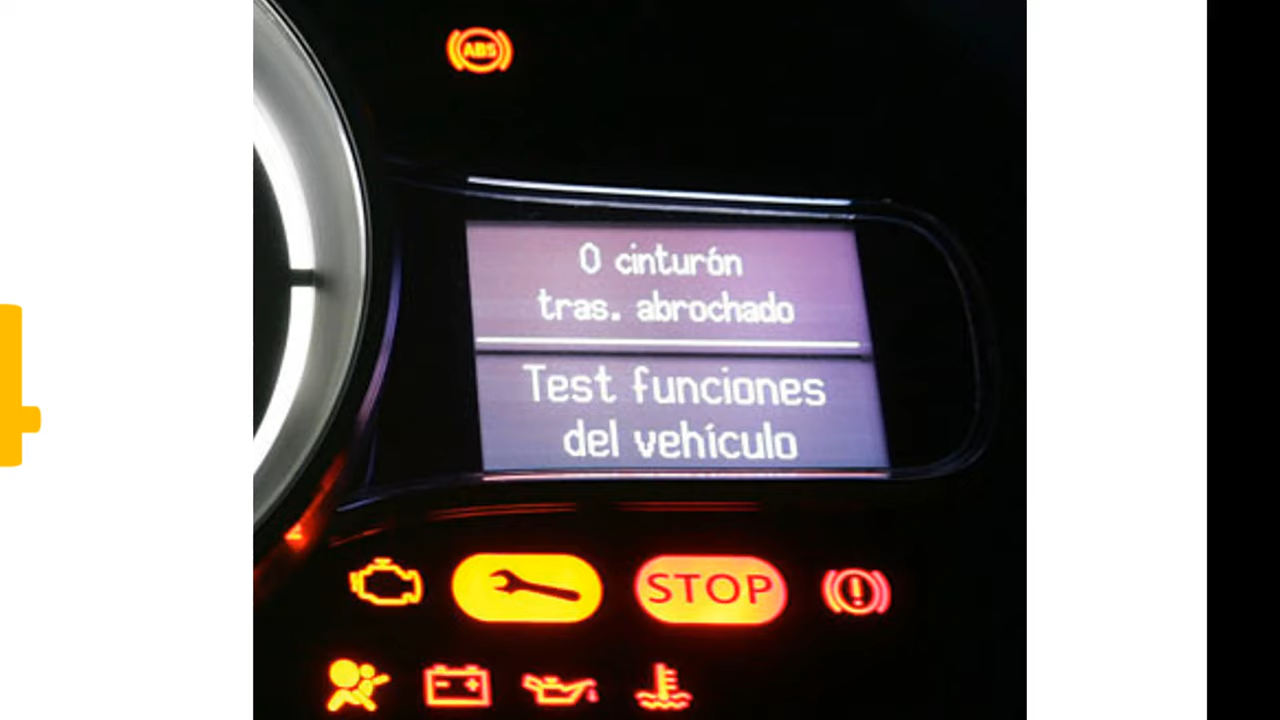 ABS
0 cinturón
tras. abrochado
Test funciones
del vehículo
STOP